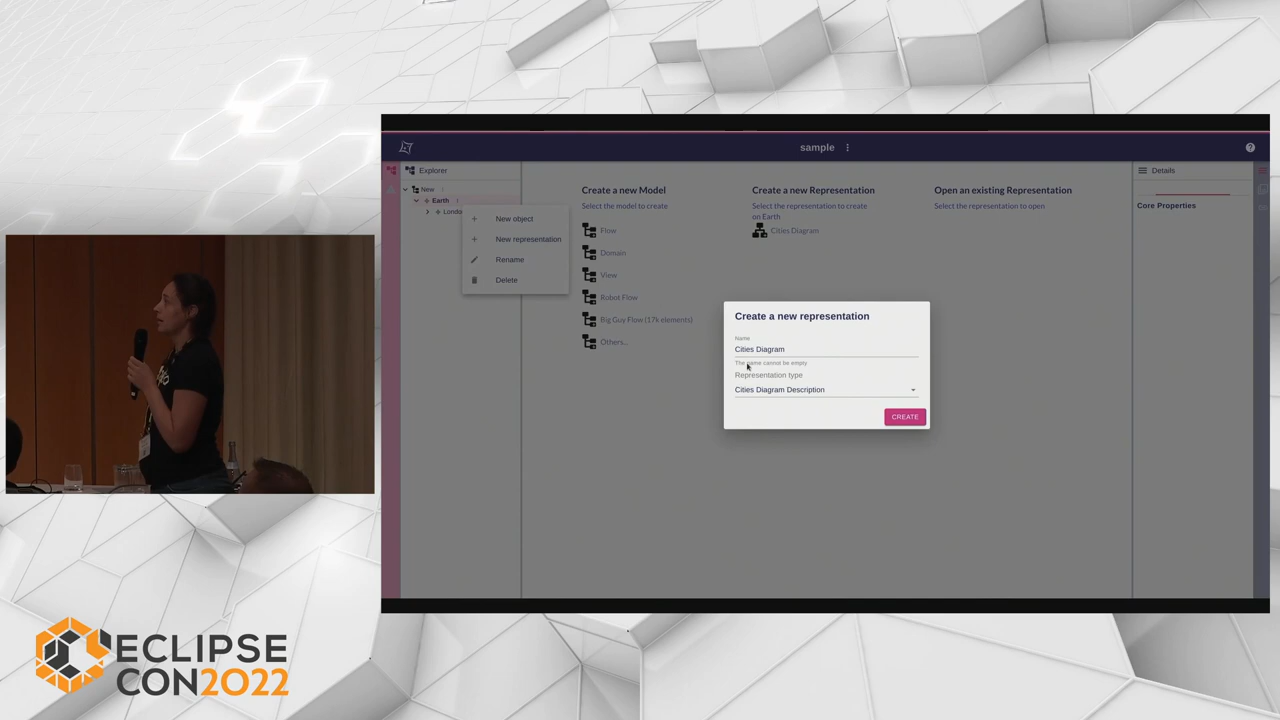 sample
Explorer
New
Earth
Londo
New object
New representation
Rename
Delete
Create a new Model
Select the model to create
Flow
Domain
View
Robot Flow
Big Guy Flow (17k elements)
Others...
Create a new Representation
Select the representation to create
on Earth
Cities Diagram
Open an existing Representation
Select the representation to open
Details
Core Properties
Create a new representation
Name
Cities Diagram
The name cannot be empty
Representation type
Cities Diagram Description
CREATE
ECLIPSE
CON2022